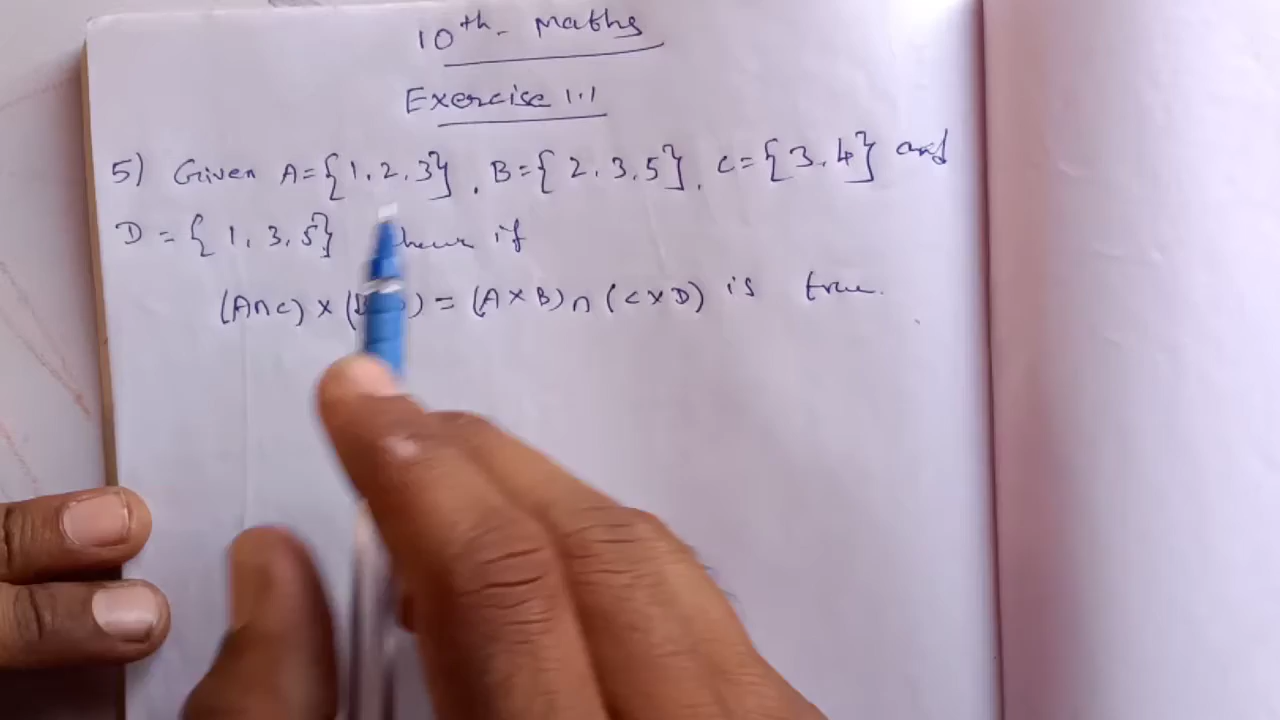 10th- Maths
Exercise 1.1
5) Given A={1,2,3}, B={2,3,5}, C={3,4} and
D = {1,3,5} if
(A∩C) × ( ) = (A×B)∩(C×D) is true.